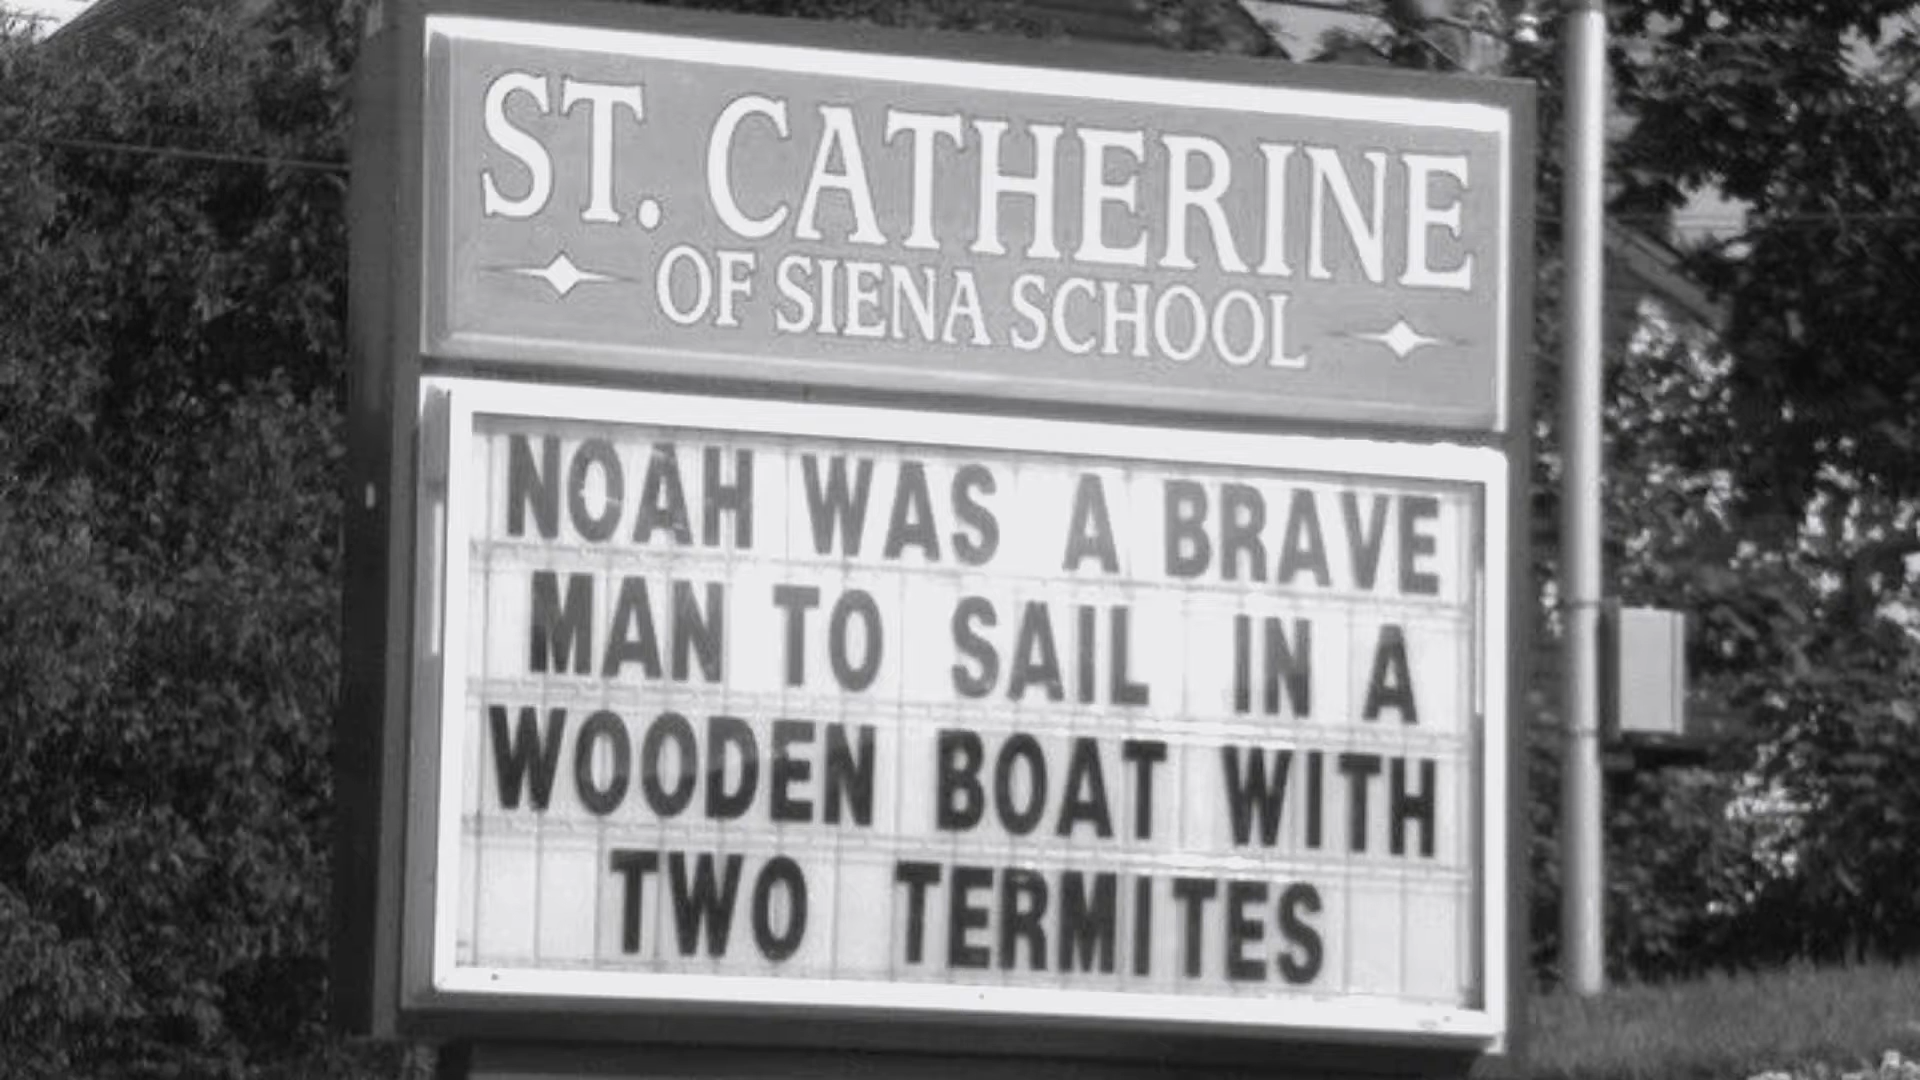 ST. CATHERINE
OF SIENA SCHOOL
NOAH WAS A BRAVE
MAN TO SAIL IN A
WOODEN BOAT WITH
TWO TERMITES